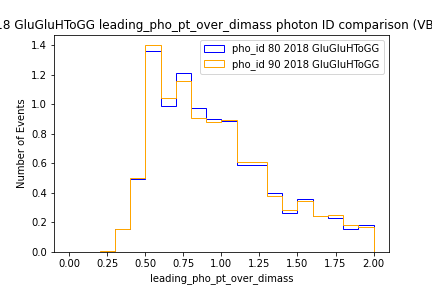 18 GluGluHToGG leading_pho_pt_over_dimass photon ID comparison (VB
pho_id 80 2018 GluGluHToGG
pho_id 90 2018 GluGluHToGG
Number of Events
1.4
1.2
1.0
0.8
0.6
0.4
0.2
0.0
0.00 0.25 0.50 0.75 1.00 1.25 1.50 1.75 2.00
leading_pho_pt_over_dimass